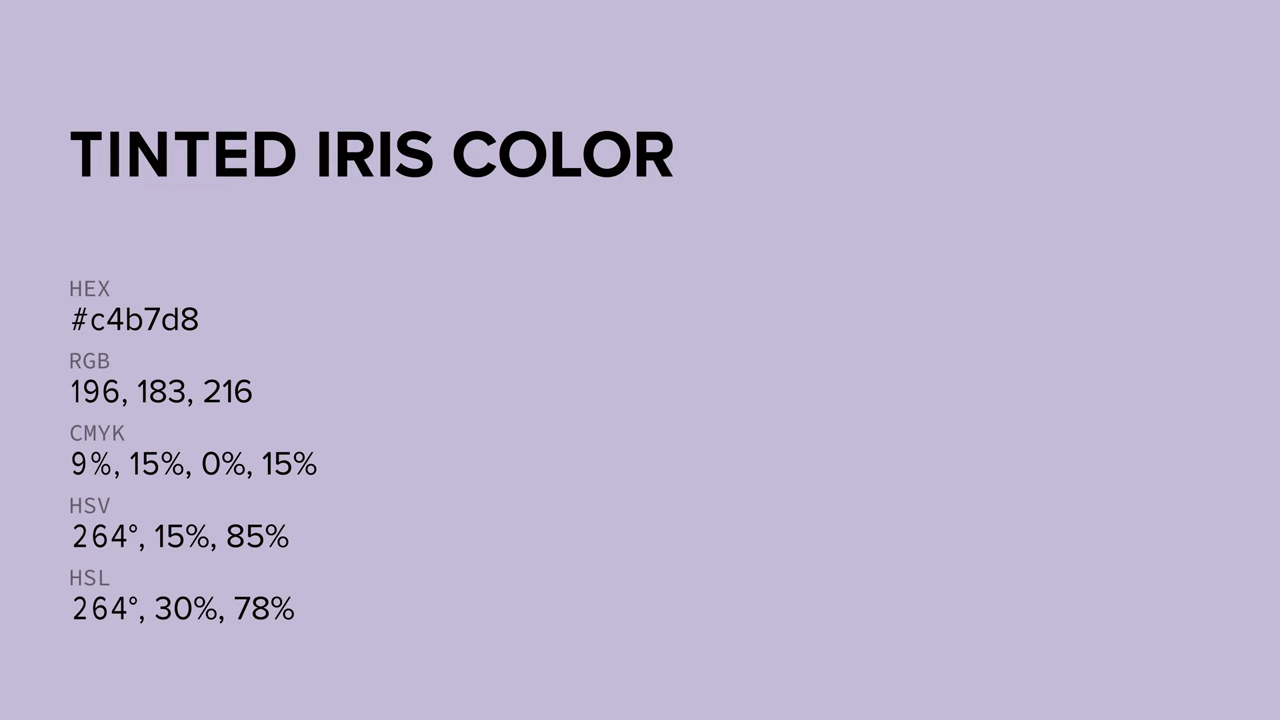 TINTED IRIS COLOR
HEX
#c4b7d8
RGB
196, 183, 216
CMYK
9%, 15%, 0%, 15%
HSV
264°, 15%, 85%
HSL
264°, 30%, 78%